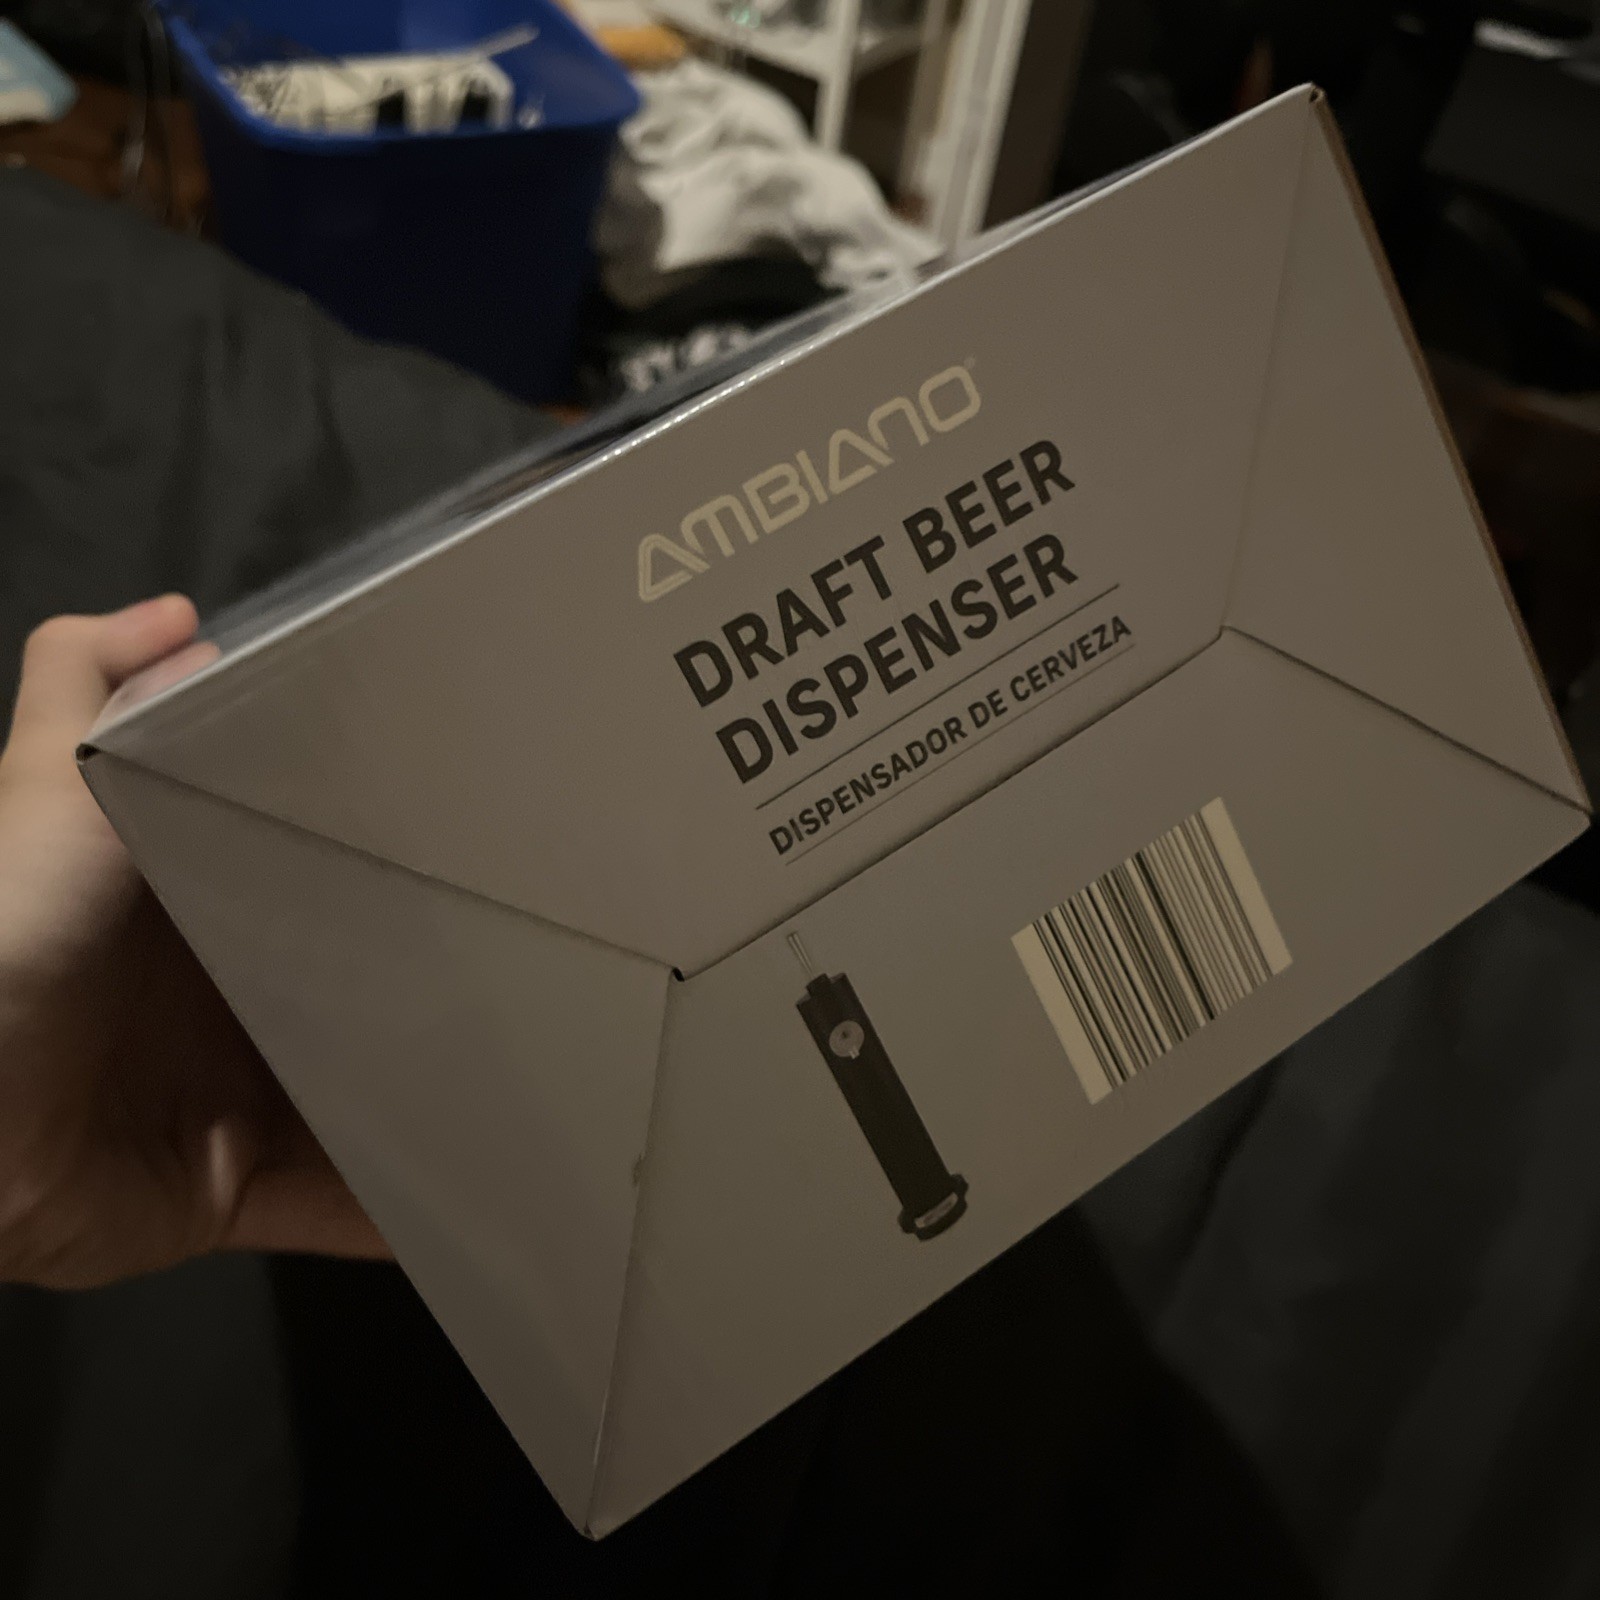 AMBIANO
DRAFT BEER
DISPENSER
DISPENSADOR DE CERVEZA